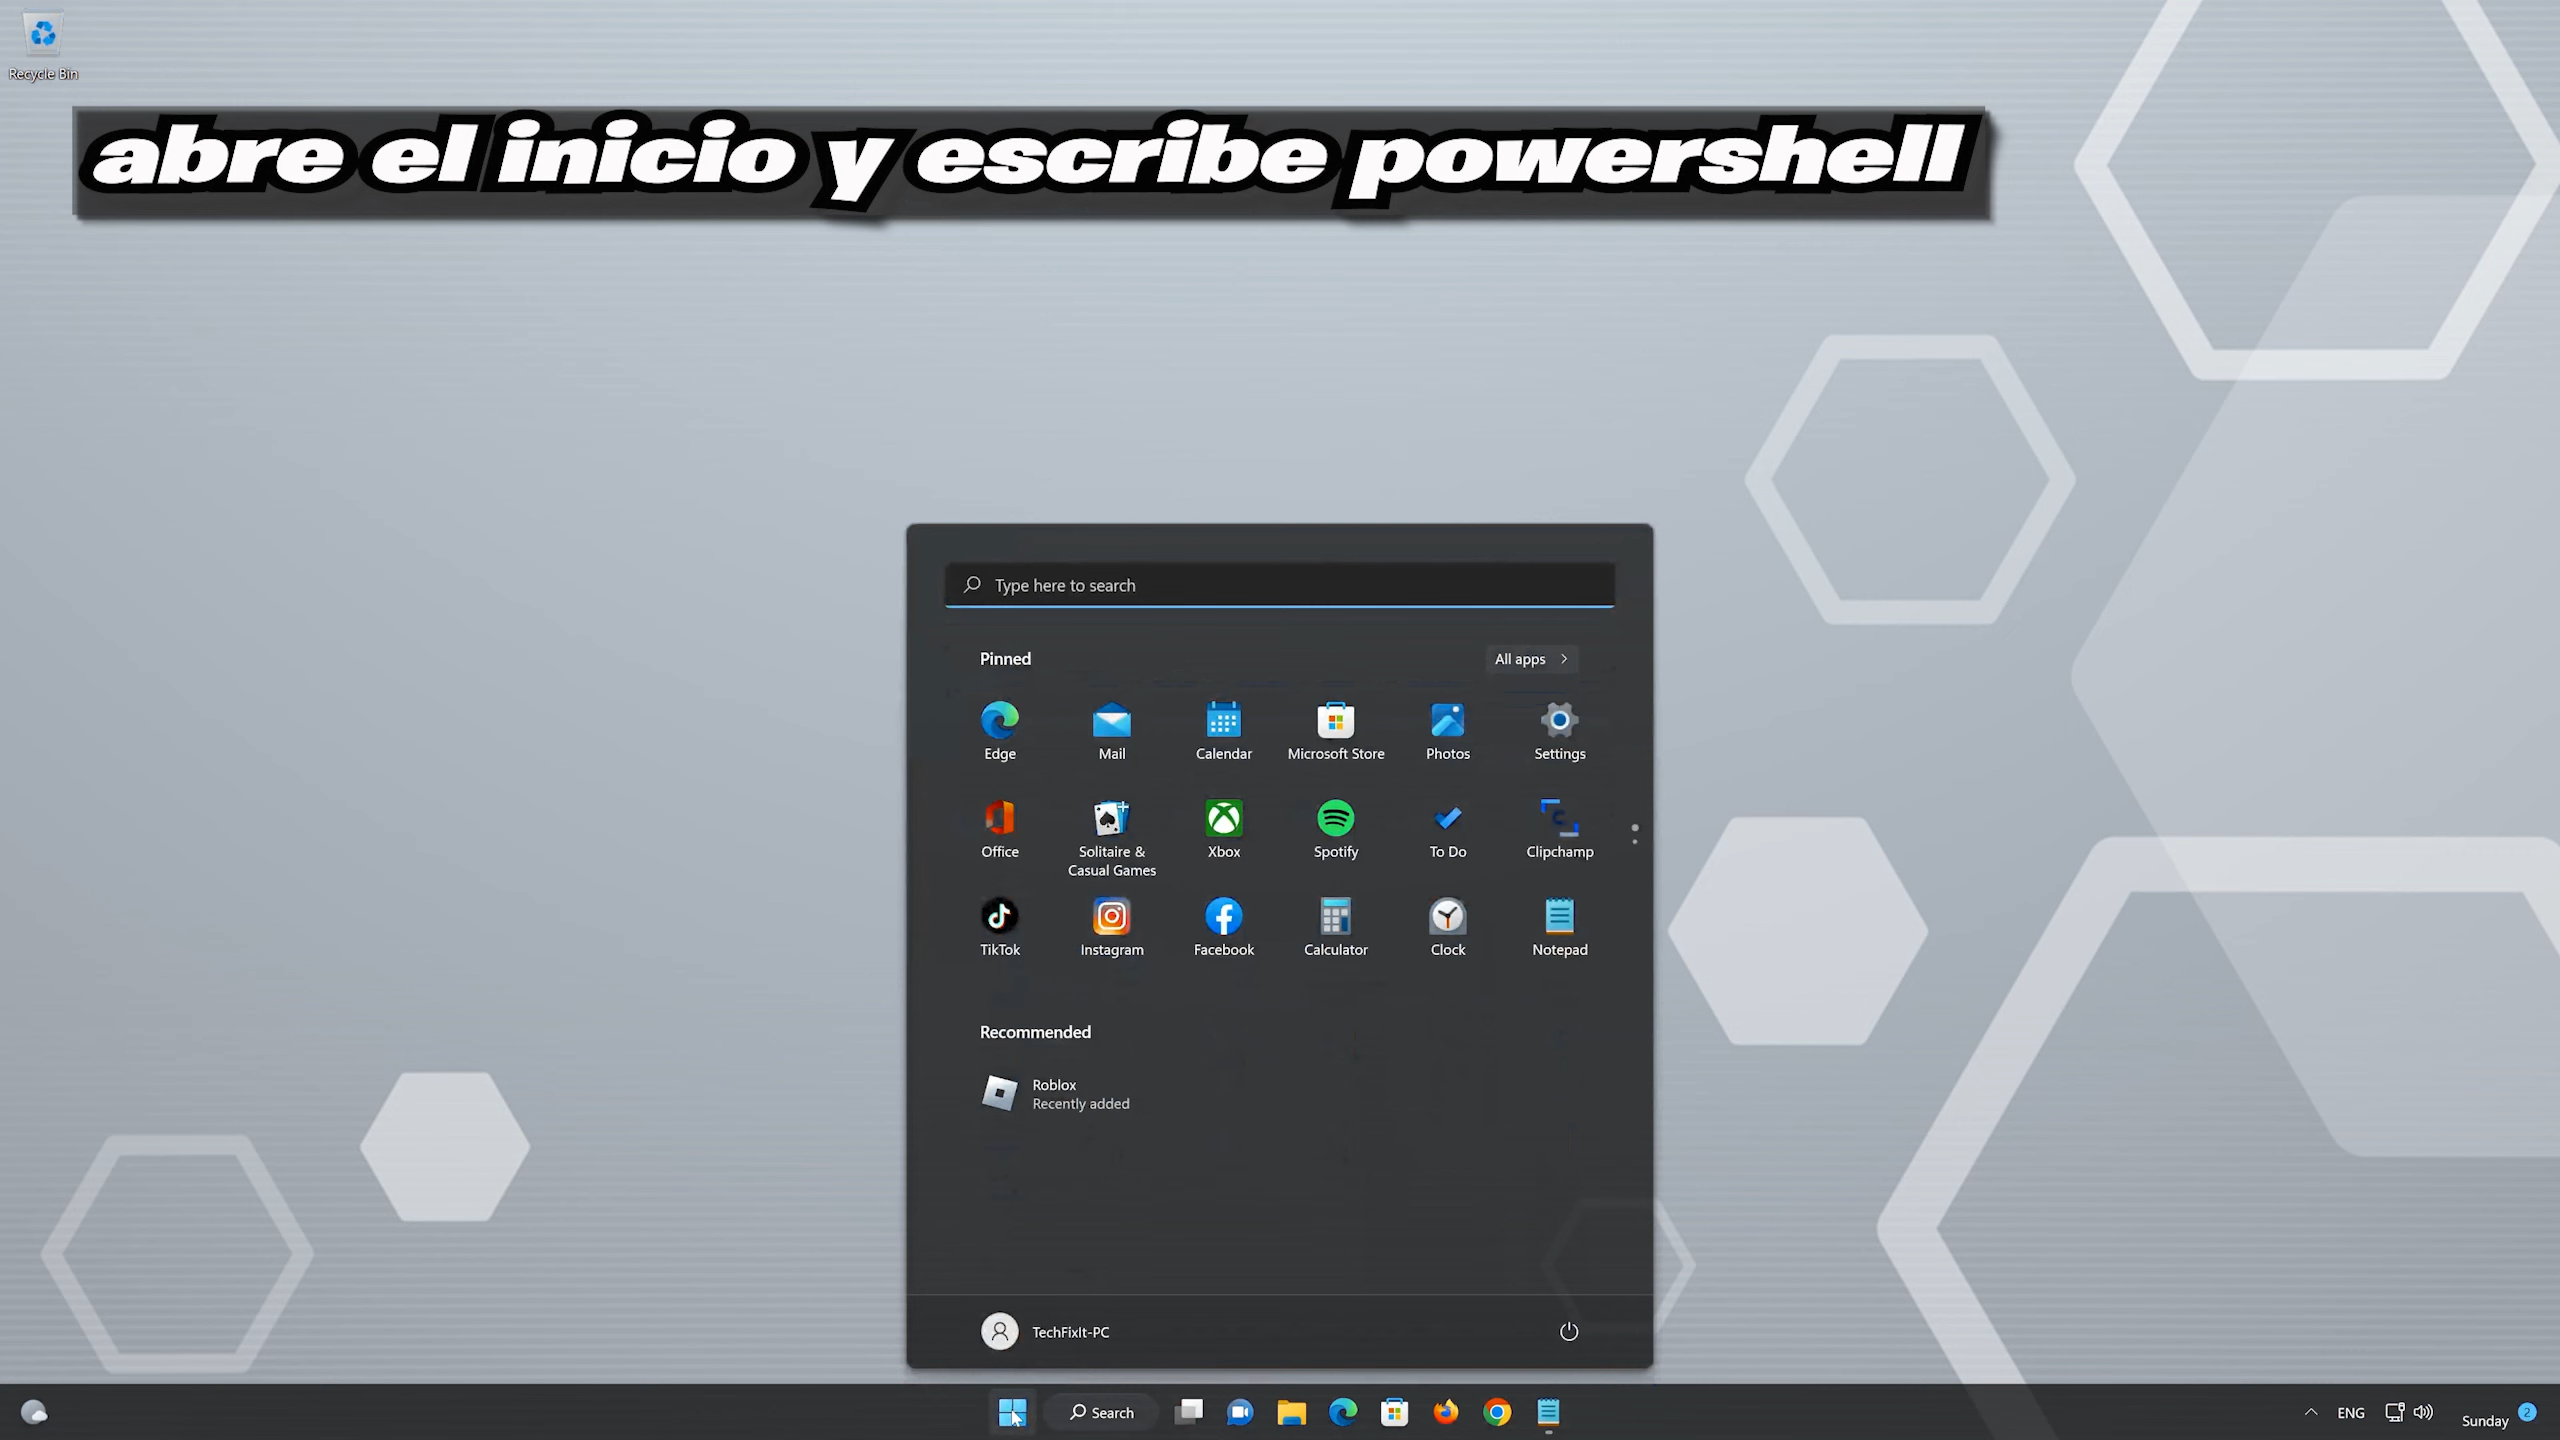 Recycle Bin
abre el inicio y escribe powershell
Type here to search
Pinned
All apps
Edge
Mail
Calendar
Microsoft Store
Photos
Settings
Office
Solitaire &
Casual Games
Xbox
Spotify
To Do
Clipchamp
TikTok
Instagram
Facebook
Calculator
Clock
Notepad
Recommended
Roblox
Recently added
TechFixIt-PC
Search
ENG
Sunday
2